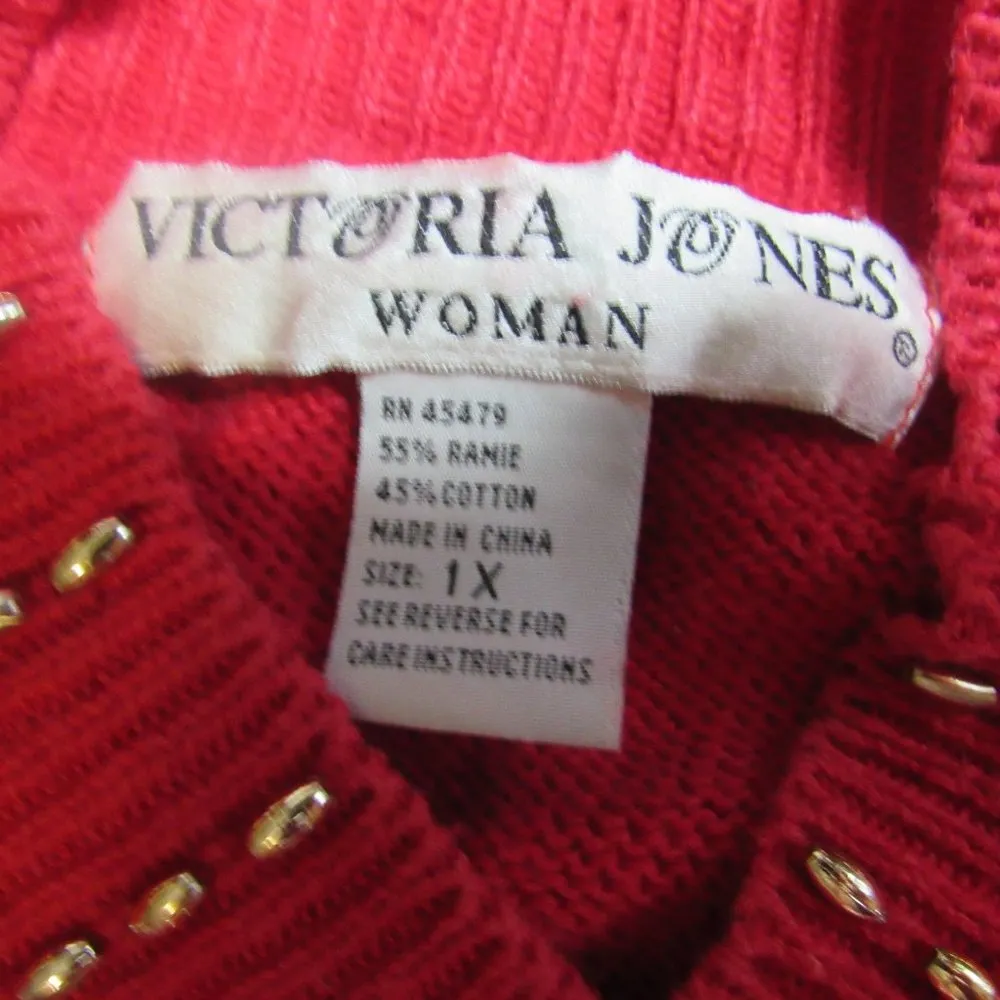 VICTORIA JONES
WOMAN
®
RN 45479
55% RAMIE
45% COTTON
MADE IN CHINA
SIZE: 1X
SEE REVERSE FOR
CARE INSTRUCTIONS